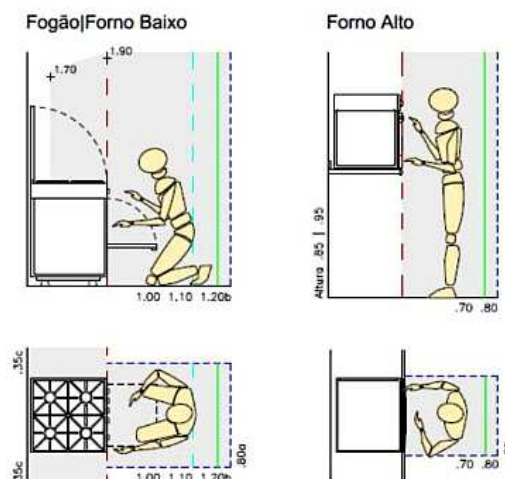 Fogão|Forno Baixo
Forno Alto
1.90
1.70
Altura .85 | .95
1.00 1.10 1.20b
.70 .80
.35c
.35c
.80a
1.00 1.10 1.20b
.70 .80